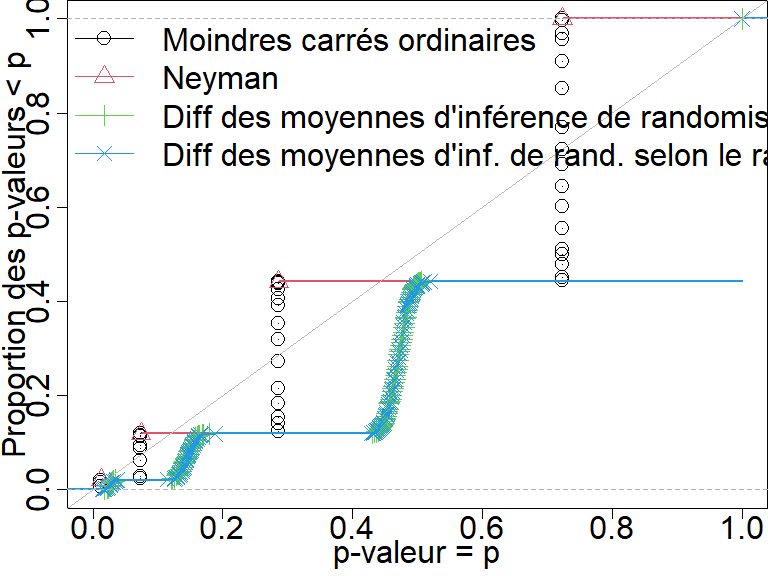 Moindres carrés ordinaires
Neyman
Diff des moyennes d'inférence de randomis
Diff des moyennes d'inf. de rand. selon le ra
Proportion des p-valeurs < p
0.0
0.2
0.4
0.6
0.8
1.0
0.0 0.2 0.4 0.6 0.8 1.0
p-valeur = p